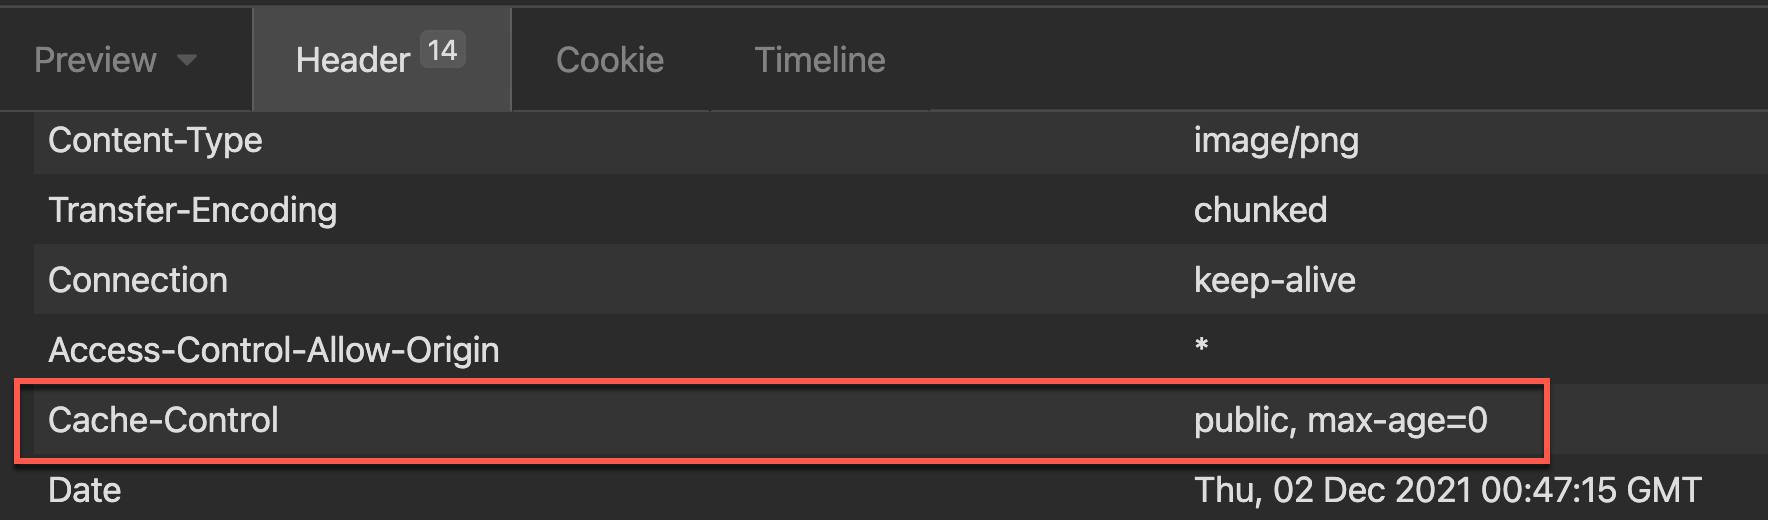 Preview Header 14 Cookie Timeline
Content-Type image/png
Transfer-Encoding chunked
Connection keep-alive
Access-Control-Allow-Origin *
Cache-Control public, max-age=0
Date Thu, 02 Dec 2021 00:47:15 GMT